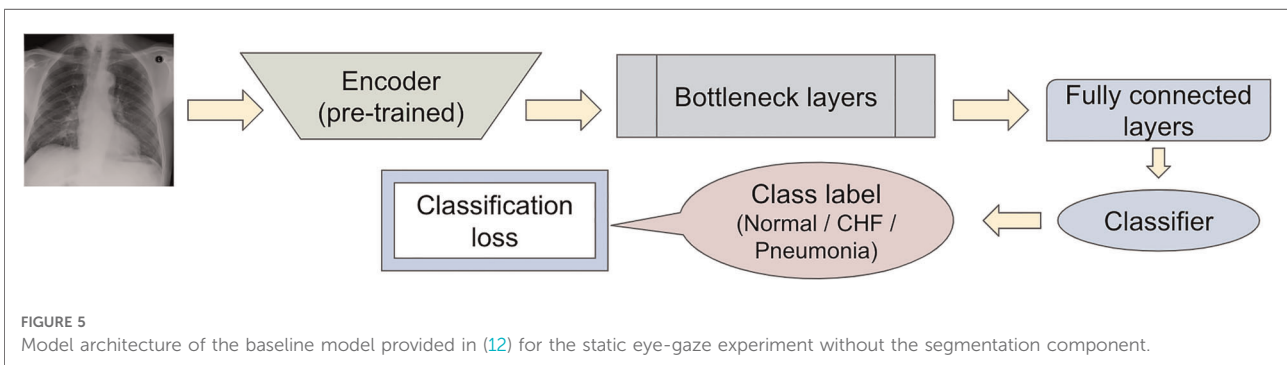 Encoder
(pre-trained)
Bottleneck layers
Fully connected
layers
Classifier
Class label
(Normal / CHF /
Pneumonia)
Classification
loss
FIGURE 5
Model architecture of the baseline model provided in (12) for the static eye-gaze experiment without the segmentation component.